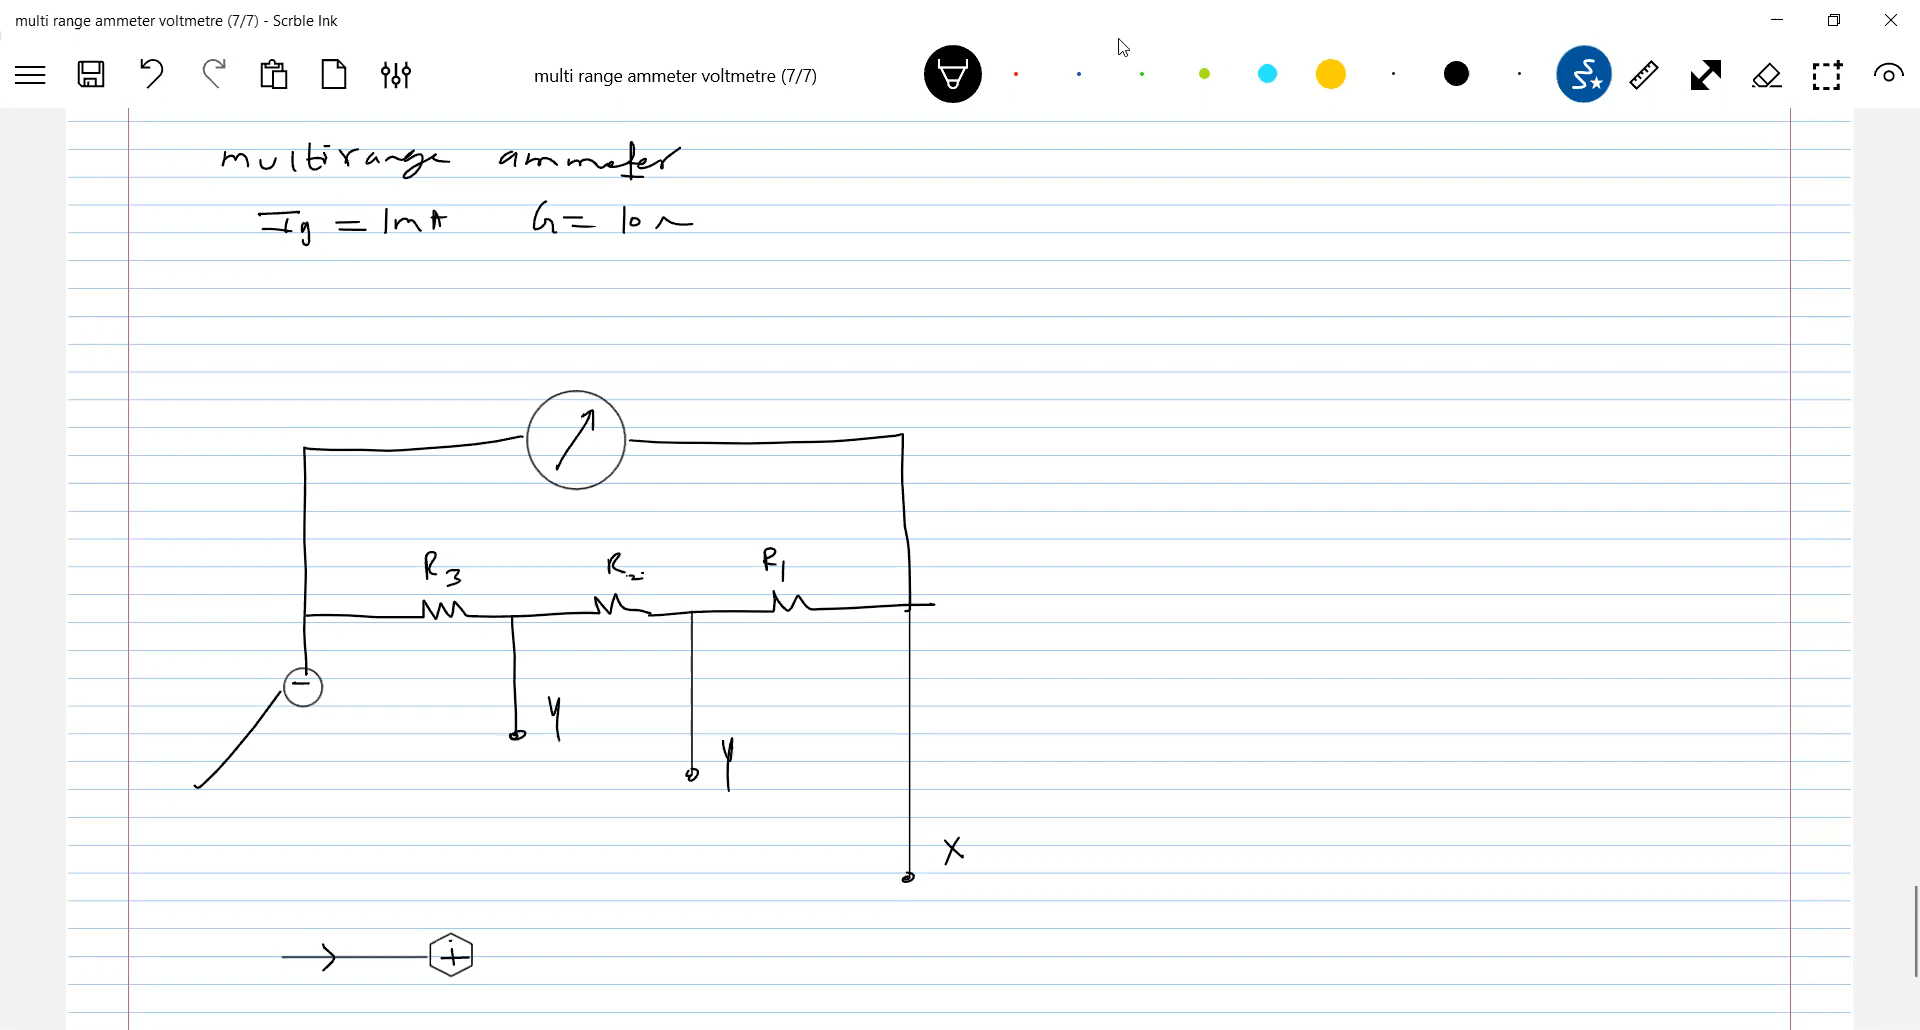 multi range ammeter voltmetre (7/7) - Scrble Ink
multi range ammeter voltmetre (7/7)
multirange ammeter
Ig = 1mA G = 10 Ω
R3 R2 R1
-
Y
Y
X
+